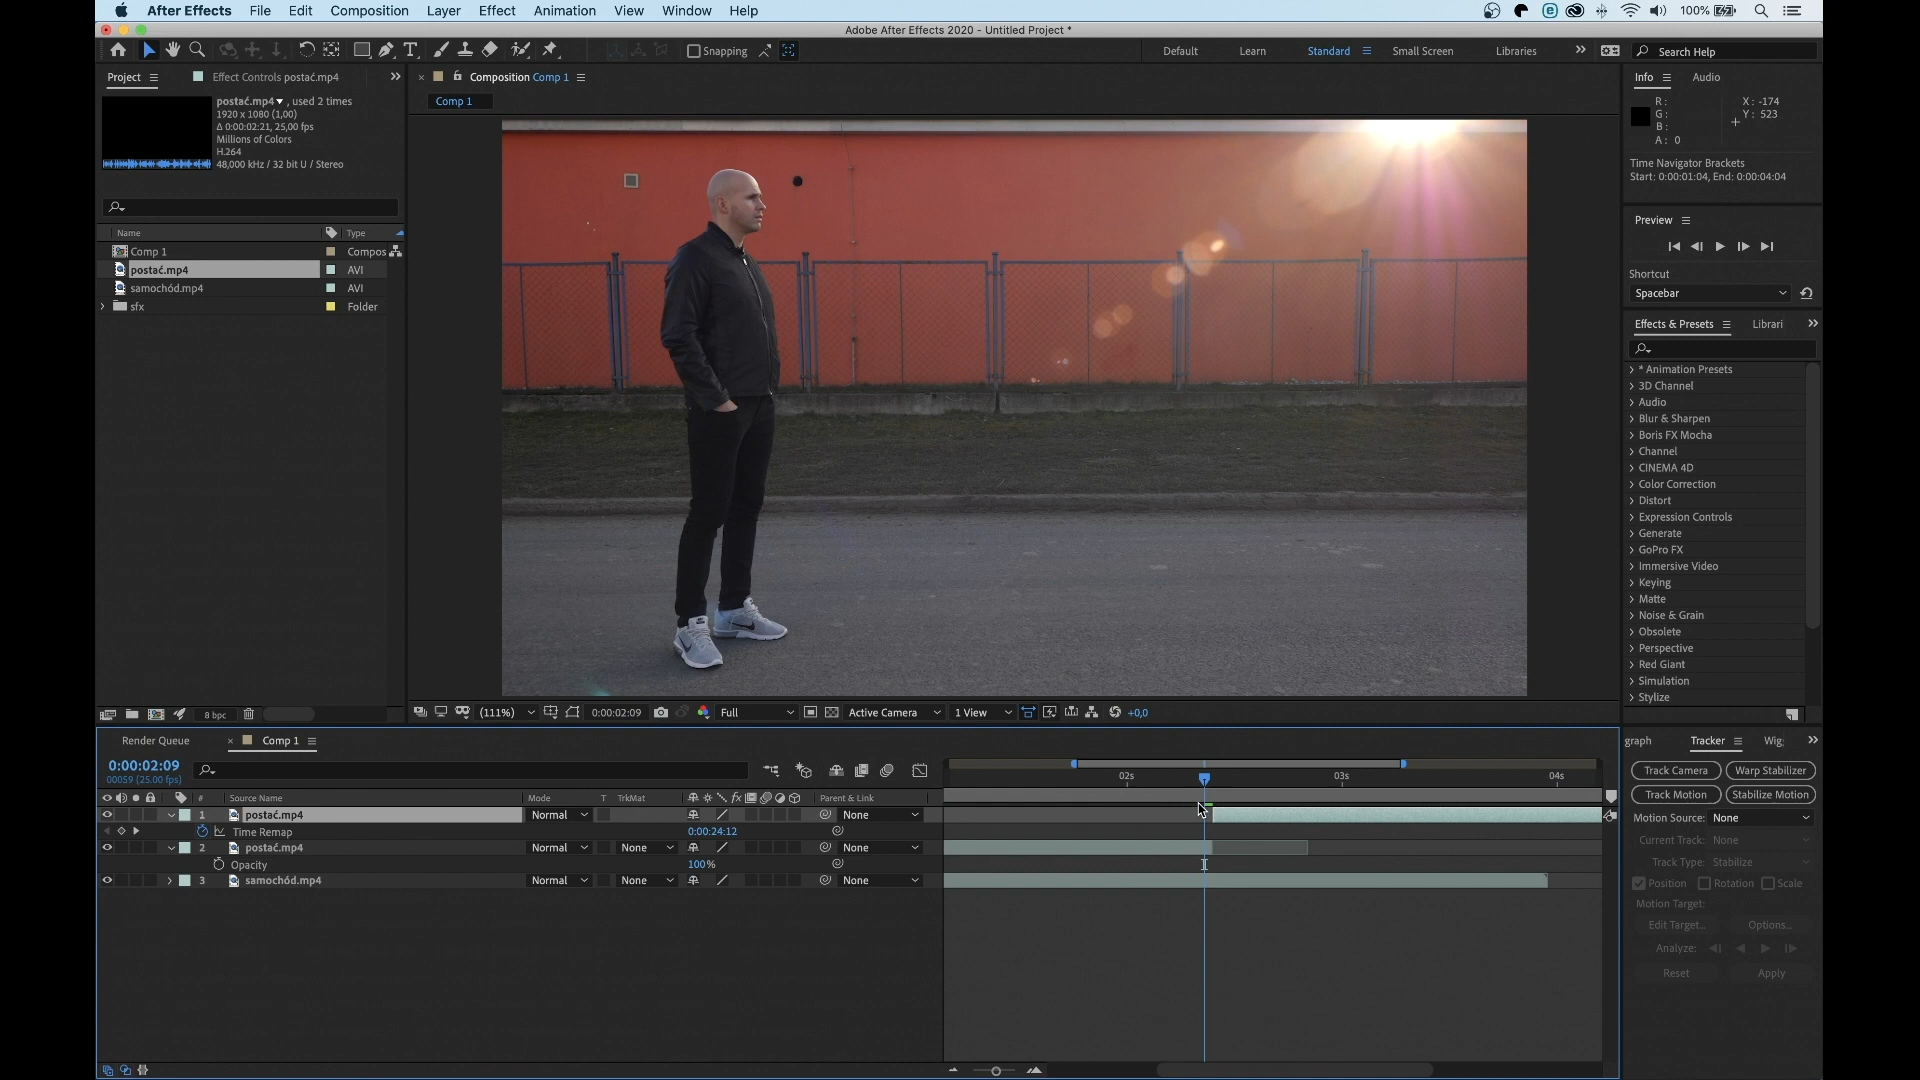 After Effects File Edit Composition Layer Effect Animation View Window Help 100%
Adobe After Effects 2020 - Untitled Project *
Snapping Default Learn Standard Small Screen Libraries Search Help
Project Effect Controls postać.mp4
postać.mp4 , used 2 times
1920 x 1080 (1,00)
Δ 0:00:02:21, 25,00 fps
Millions of Colors
H.264
48,000 kHz / 32 bit U / Stereo
Name Type
Comp 1 Compos
postać.mp4 AVI
samochód.mp4 AVI
sfx Folder
8 bpc
Composition Comp 1
Comp 1
(111%) 0:00:02:09 Full Active Camera 1 View +0,0
Info Audio
R: X: -174
G: Y: 523
B:
A: 0
Time Navigator Brackets
Start: 0:00:01:04, End: 0:00:04:04
Preview
Shortcut
Spacebar
Effects & Presets Librari
* Animation Presets
3D Channel
Audio
Blur & Sharpen
Boris FX Mocha
Channel
CINEMA 4D
Color Correction
Distort
Expression Controls
Generate
GoPro FX
Immersive Video
Keying
Matte
Noise & Grain
Obsolete
Perspective
Red Giant
Simulation
Stylize
Render Queue Comp 1
0:00:02:09
00059 (25.00 fps)
02s 03s 04s
# Source Name Mode T TrkMat fx Parent & Link
1 postać.mp4 Normal None
Time Remap 0:00:24:12
2 postać.mp4 Normal None None
Opacity 100%
3 samochód.mp4 Normal None None
graph Tracker Wig
Track Camera Warp Stabilizer
Track Motion Stabilize Motion
Motion Source: None
Current Track: None
Track Type: Stabilize
Position Rotation Scale
Motion Target:
Edit Target... Options...
Analyze:
Reset Apply